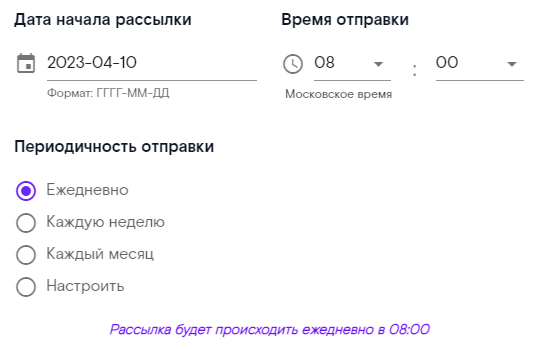 Дата начала рассылки Время отправки
2023-04-10 08 : 00
Формат: ГГГГ-ММ-ДД Московское время
Периодичность отправки
Ежедневно
Каждую неделю
Каждый месяц
Настроить
Рассылка будет происходить ежедневно в 08:00